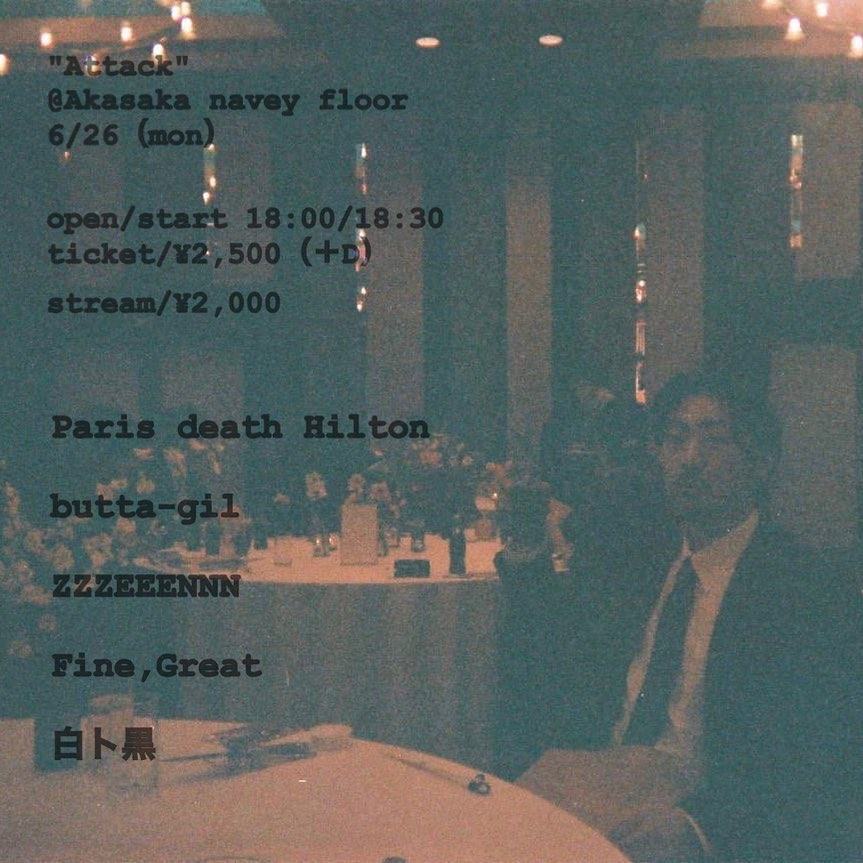 "Attack"
@Akasaka navey floor
6/26 (mon)
open/start 18:00/18:30
ticket/¥2,500 (+D)
stream/¥2,000
Paris death Hilton
butta-gil
ZZZEEENNN
Fine,Great
白ト黒